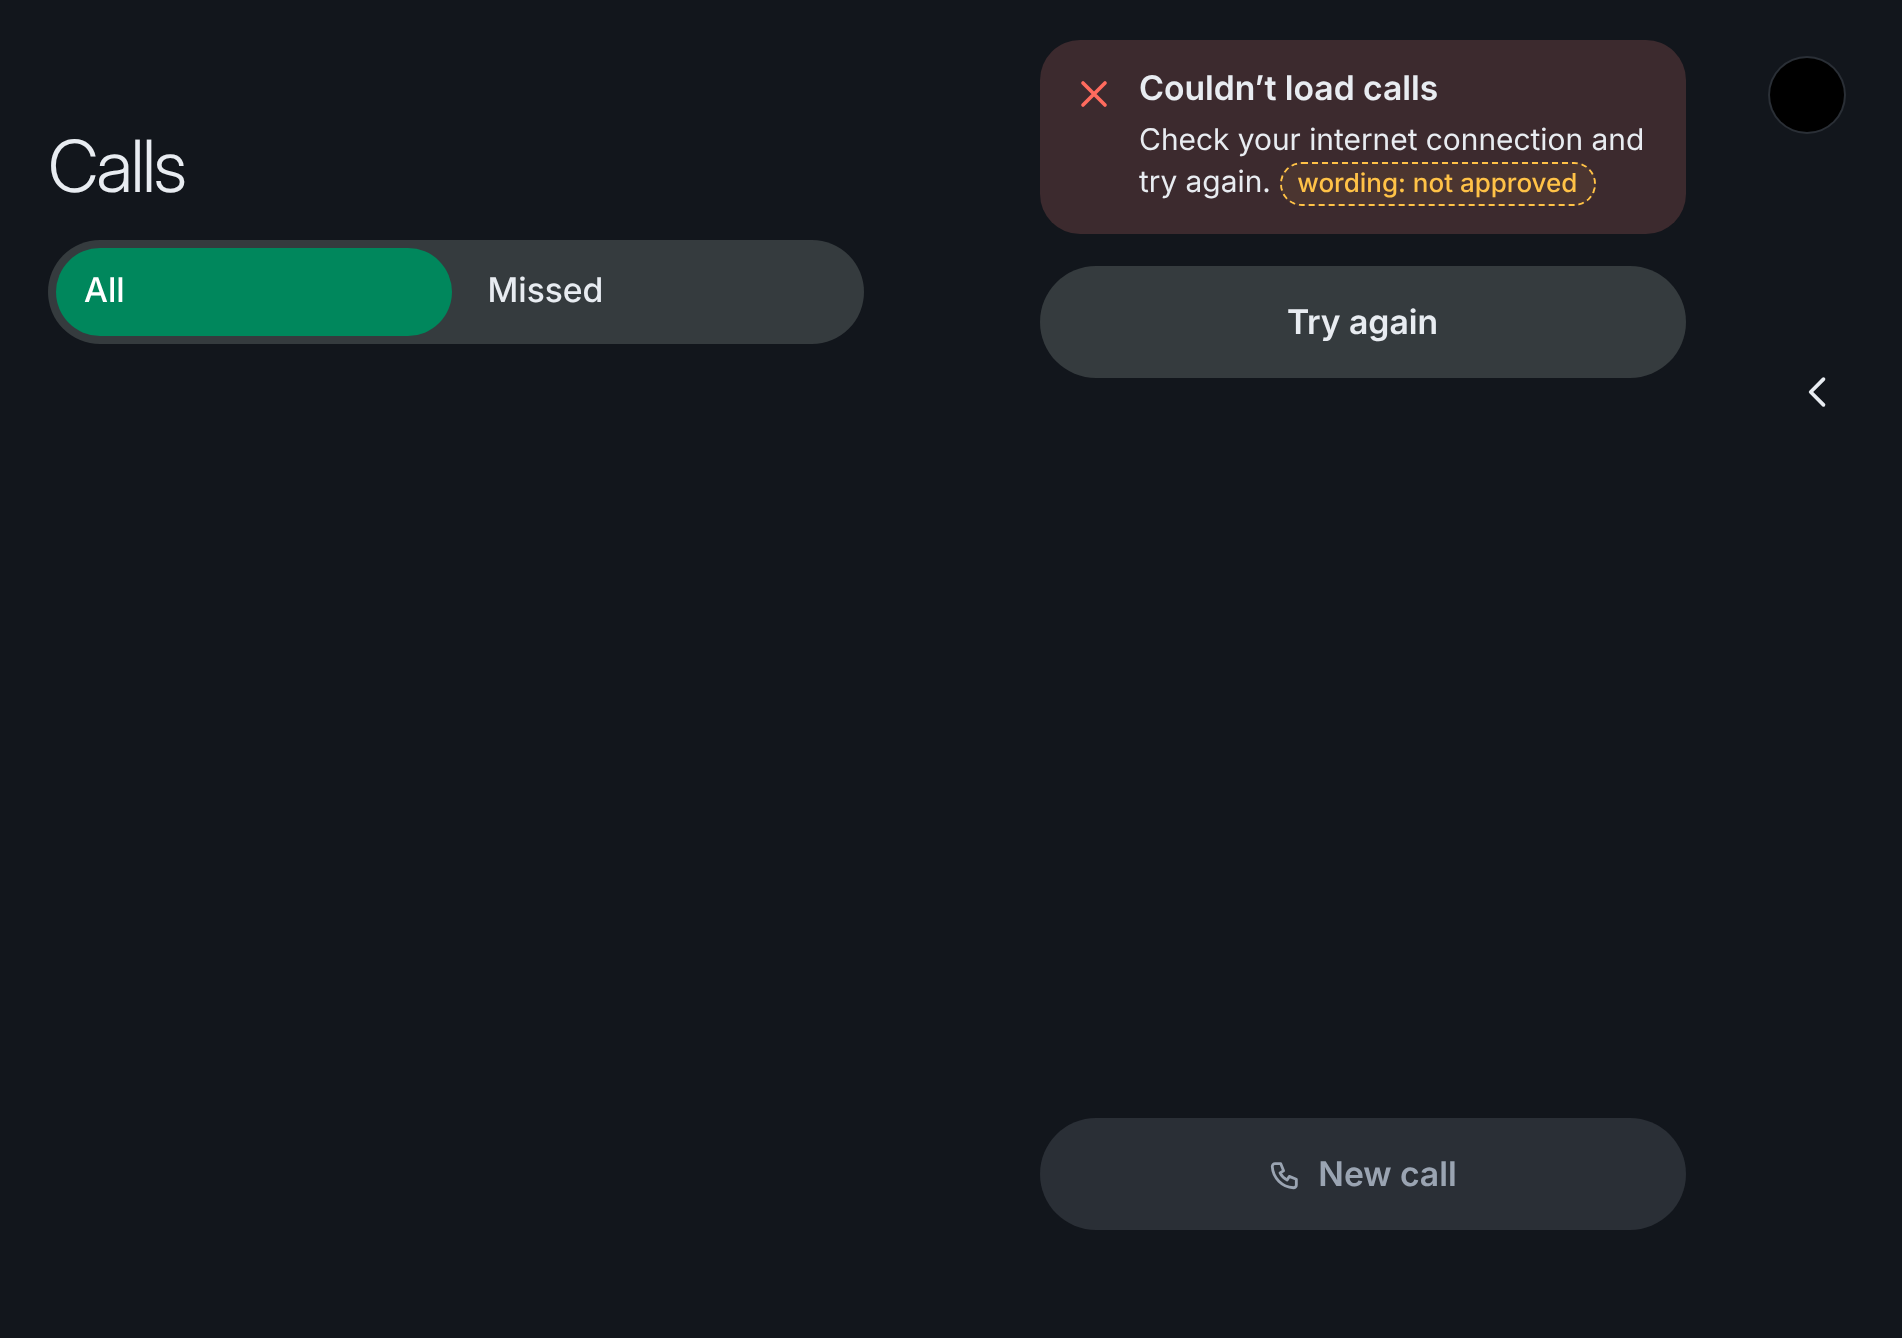 Calls
All
Missed
Couldn’t load calls
Check your internet connection and
try again. wording: not approved
Try again
New call